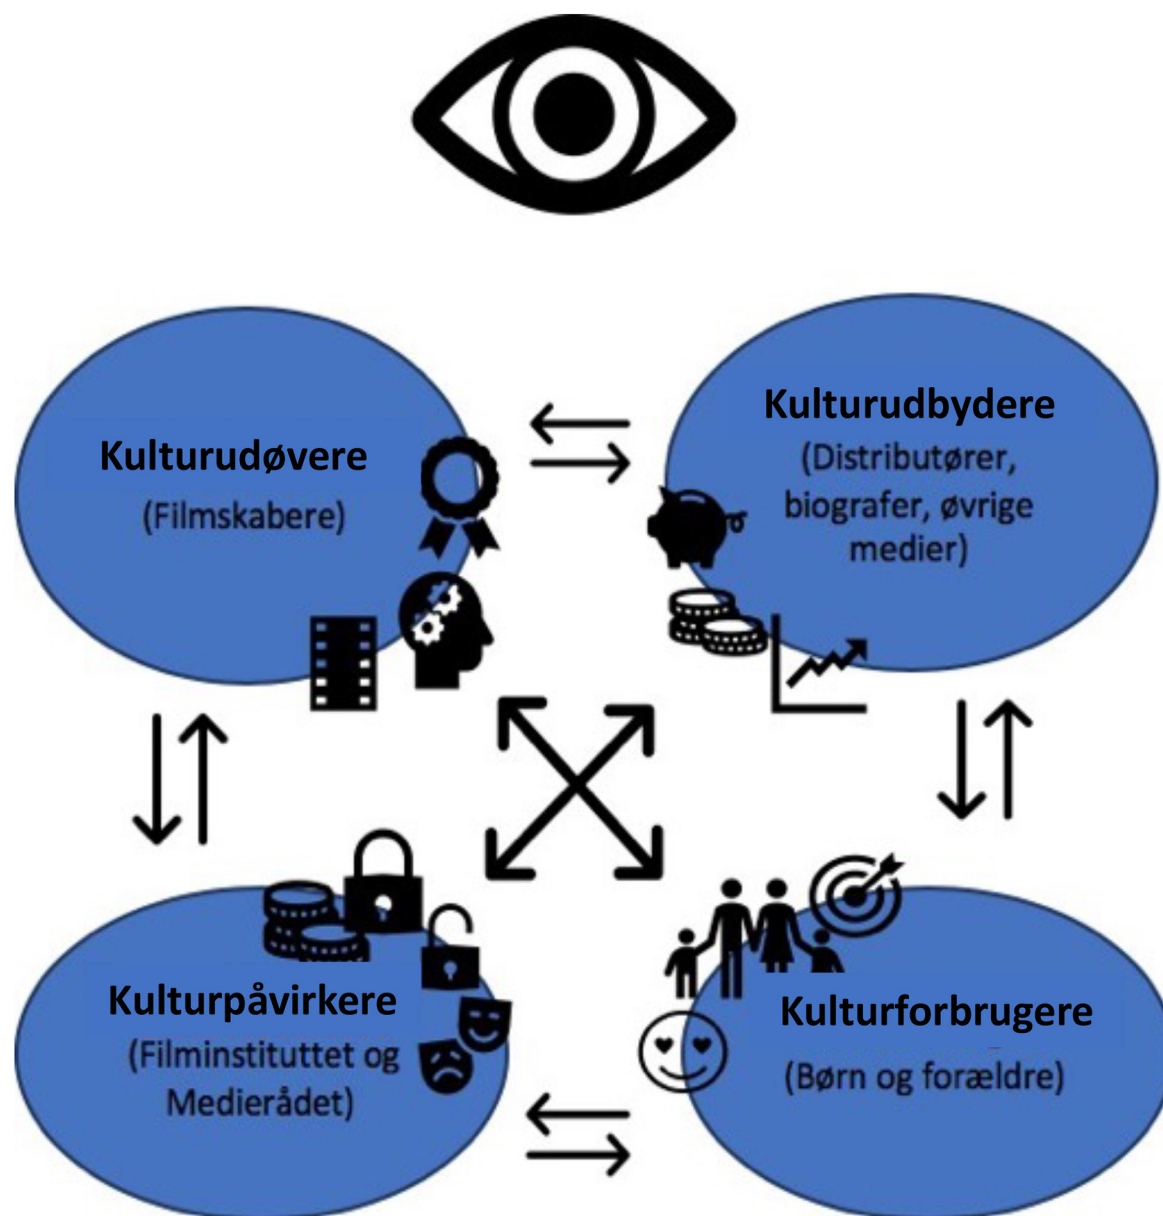 Kulturudøvere
(Filmskabere)
Kulturudbydere
(Distributører,
biografer, øvrige
medier)
Kulturpåvirkere
(Filminstituttet og
Medierådet)
Kulturforbrugere
(Børn og forældre)